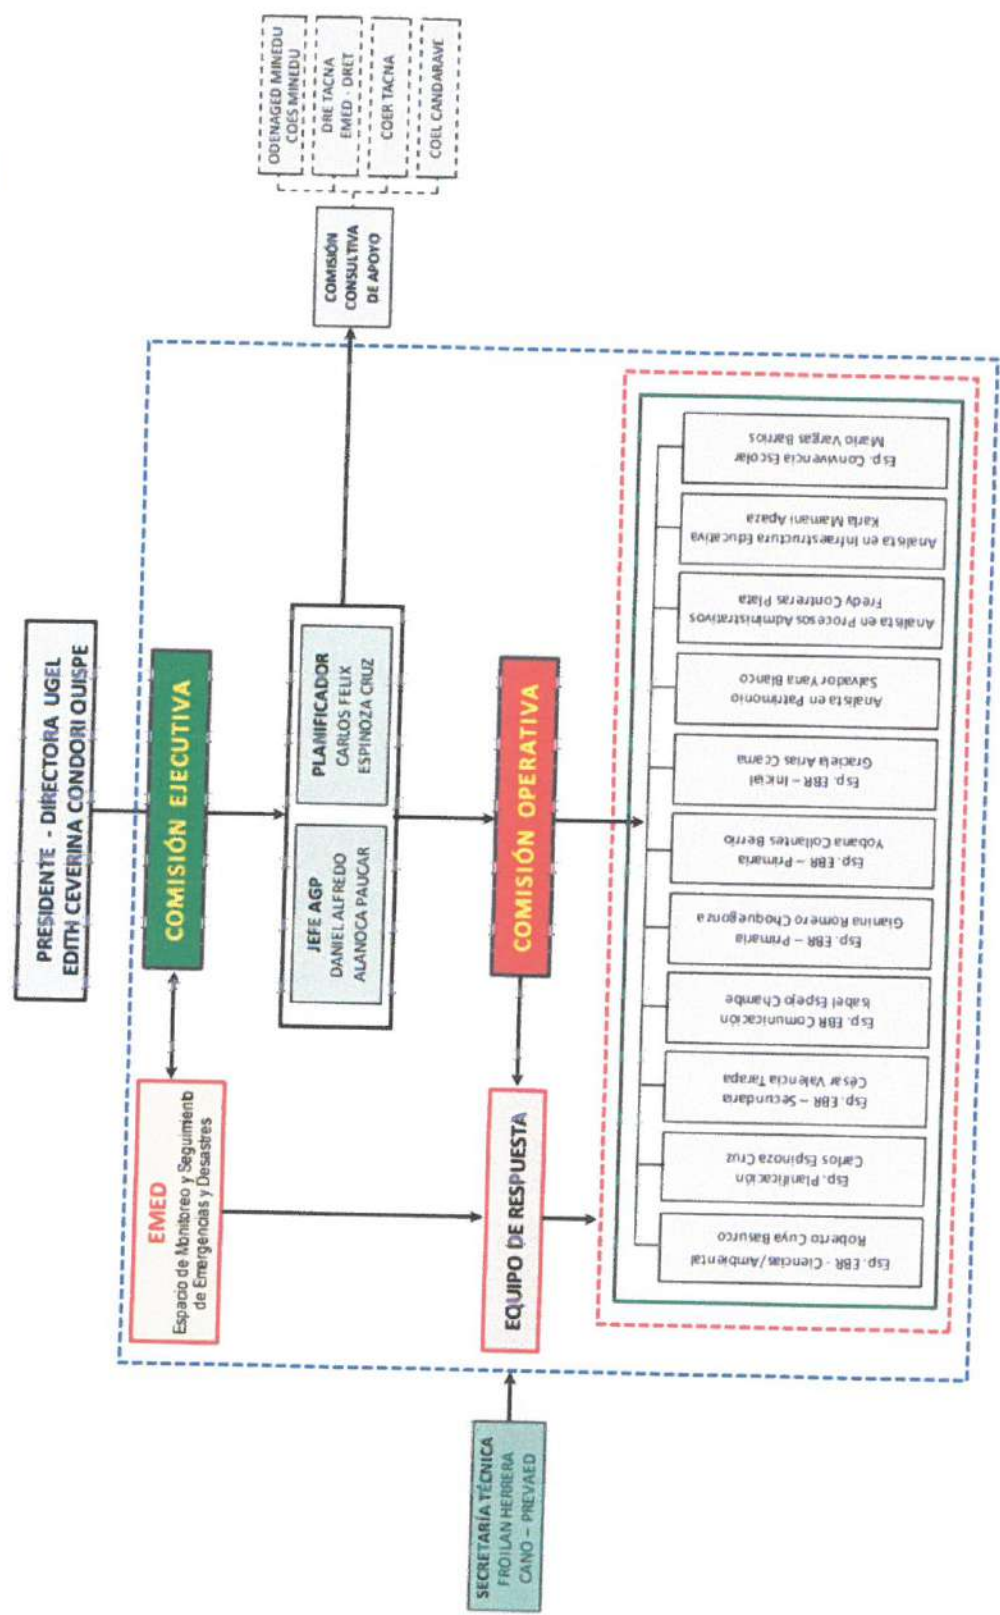 PRESIDENTE - DIRECTORA UGEL
EDITH CEVERINA CONDORI QUISPE
COMISIÓN EJECUTIVA
EMED
Espacio de Monitoreo y Seguimiento
de Emergencias y Desastres
JEFE AGP
DANIEL ALFREDO
ALANOCA PAUCAR
PLANIFICADOR
CARLOS FELIX
ESPINOZA CRUZ
COMISIÓN
CONSULTIVA
DE APOYO
ODENAGED MINEDU
COES MINEDU
DRE TACNA
EMED - DRET
COER TACNA
COEL CANDARAVE
SECRETARÍA TÉCNICA
FROILAN HERRERA
CANO – PREVAED
EQUIPO DE RESPUESTA
COMISIÓN OPERATIVA
Esp. EBR - Ciencias/Ambiental
Roberto Cuya Basurco
Esp. Planificación
Carlos Espinoza Cruz
Esp. EBR – Secundaria
César Valencia Tarapa
Esp. EBR Comunicación
Isabel Espejo Chambe
Esp. EBR – Primaria
Gianina Romero Choquegonza
Esp. EBR – Primaria
Yobana Collantes Berrio
Esp. EBR – Inicial
Graciela Arias Ccama
Analista en Patrimonio
Salvador Yana Blanco
Analista en Procesos Administrativos
Fredy Contreras Plata
Analista en Infraestructura Educativa
Karla Mamani Apaza
Esp. Convivencia Escolar
Mario Vargas Barrios